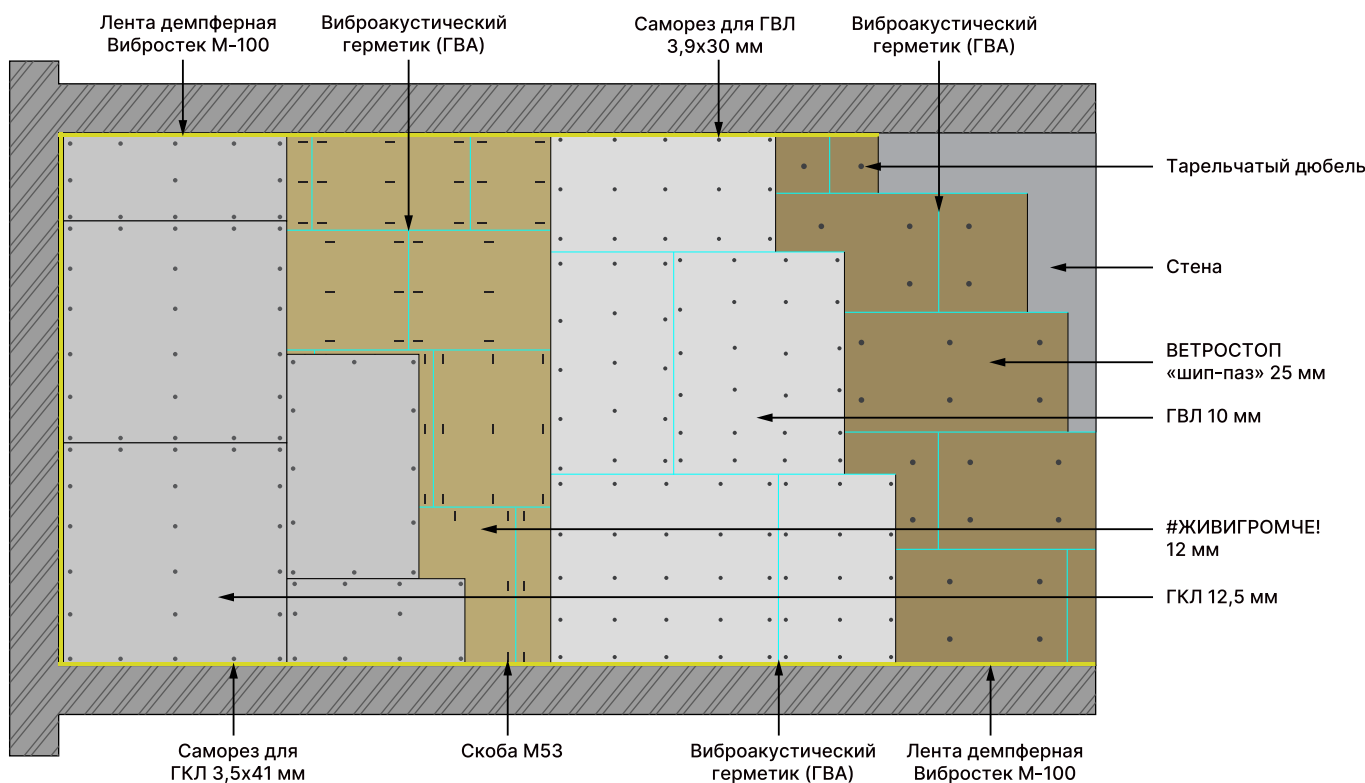 Лента демпферная
Вибростек М-100
Виброакустический
герметик (ГВА)
Саморез для ГВЛ
3,9х30 мм
Виброакустический
герметик (ГВА)
Тарельчатый дюбель
Стена
ВЕТРОСТОП
«шип-паз» 25 мм
ГВЛ 10 мм
#ЖИВИГРОМЧЕ!
12 мм
ГКЛ 12,5 мм
Саморез для
ГКЛ 3,5х41 мм
Скоба М53
Виброакустический
герметик (ГВА)
Лента демпферная
Вибростек М-100